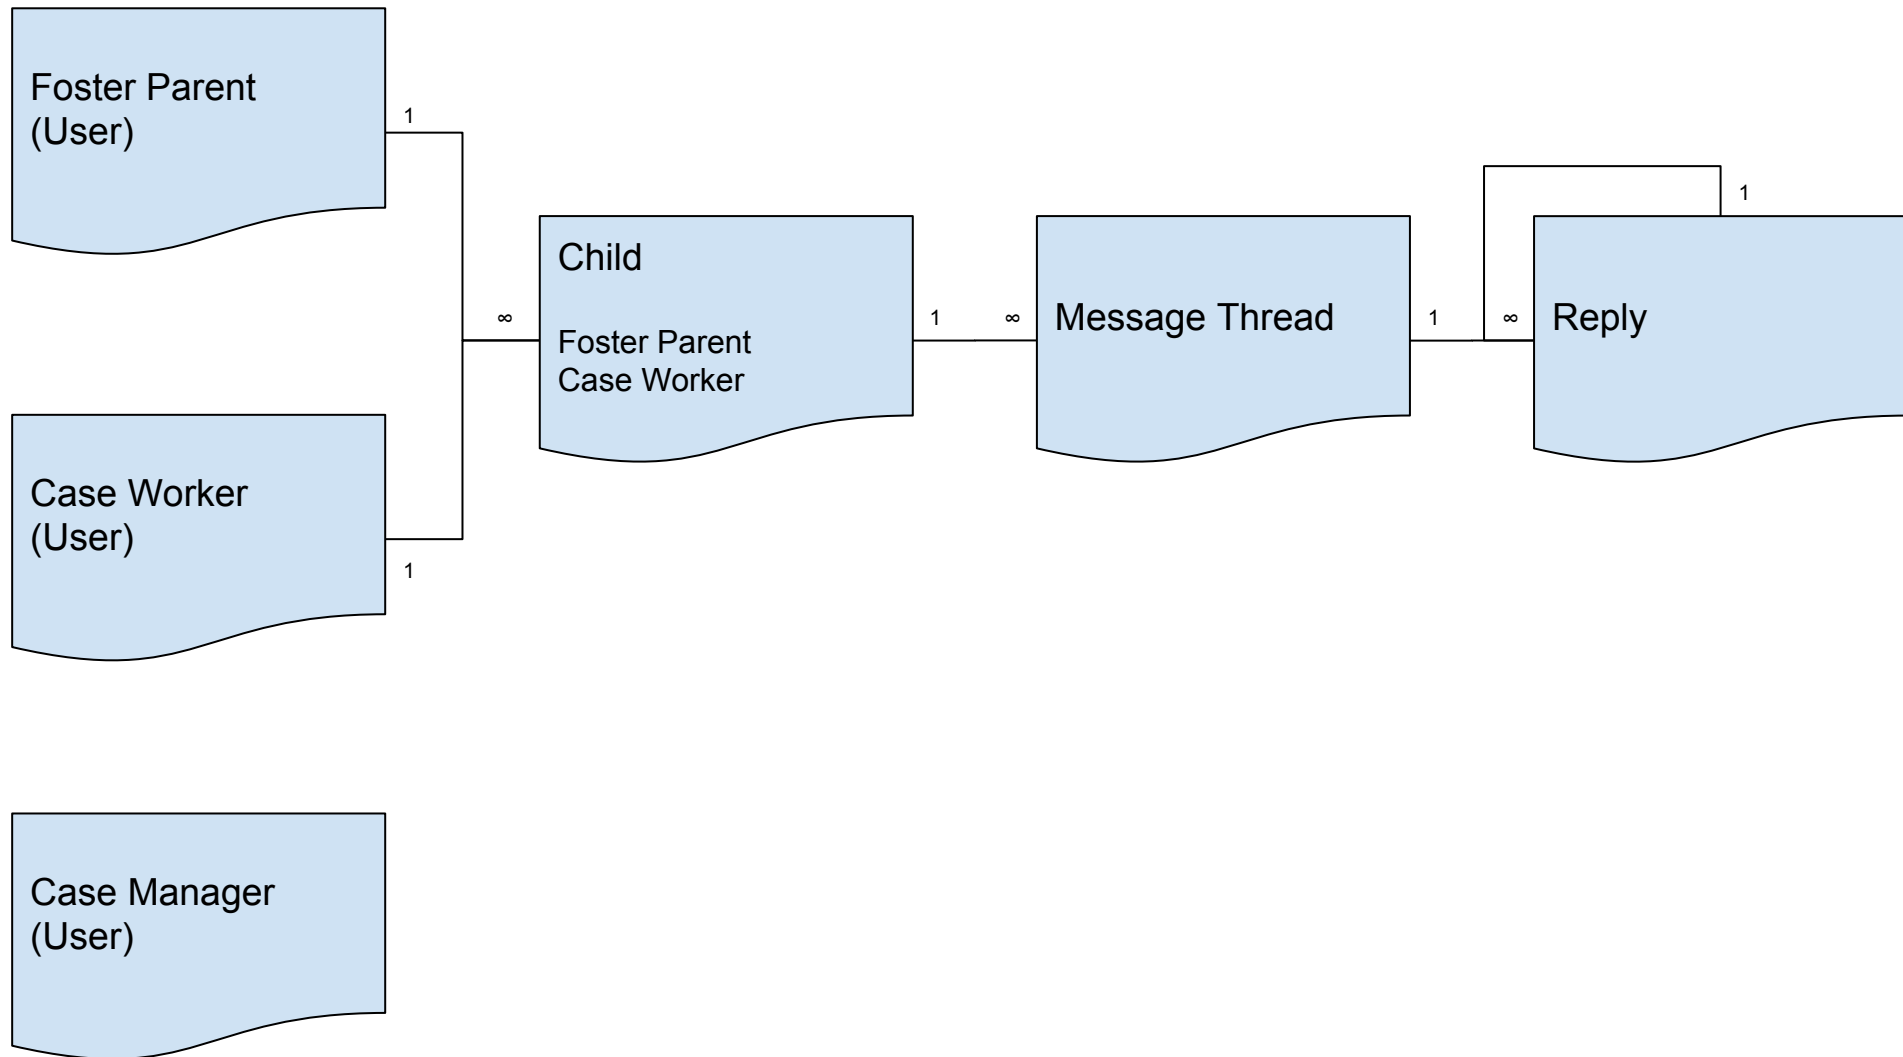 Foster Parent
(User)
1
Case Worker
(User)
1
Case Manager
(User)
∞
Child
Foster Parent
Case Worker
1
∞
Message Thread
1
∞
Reply
1